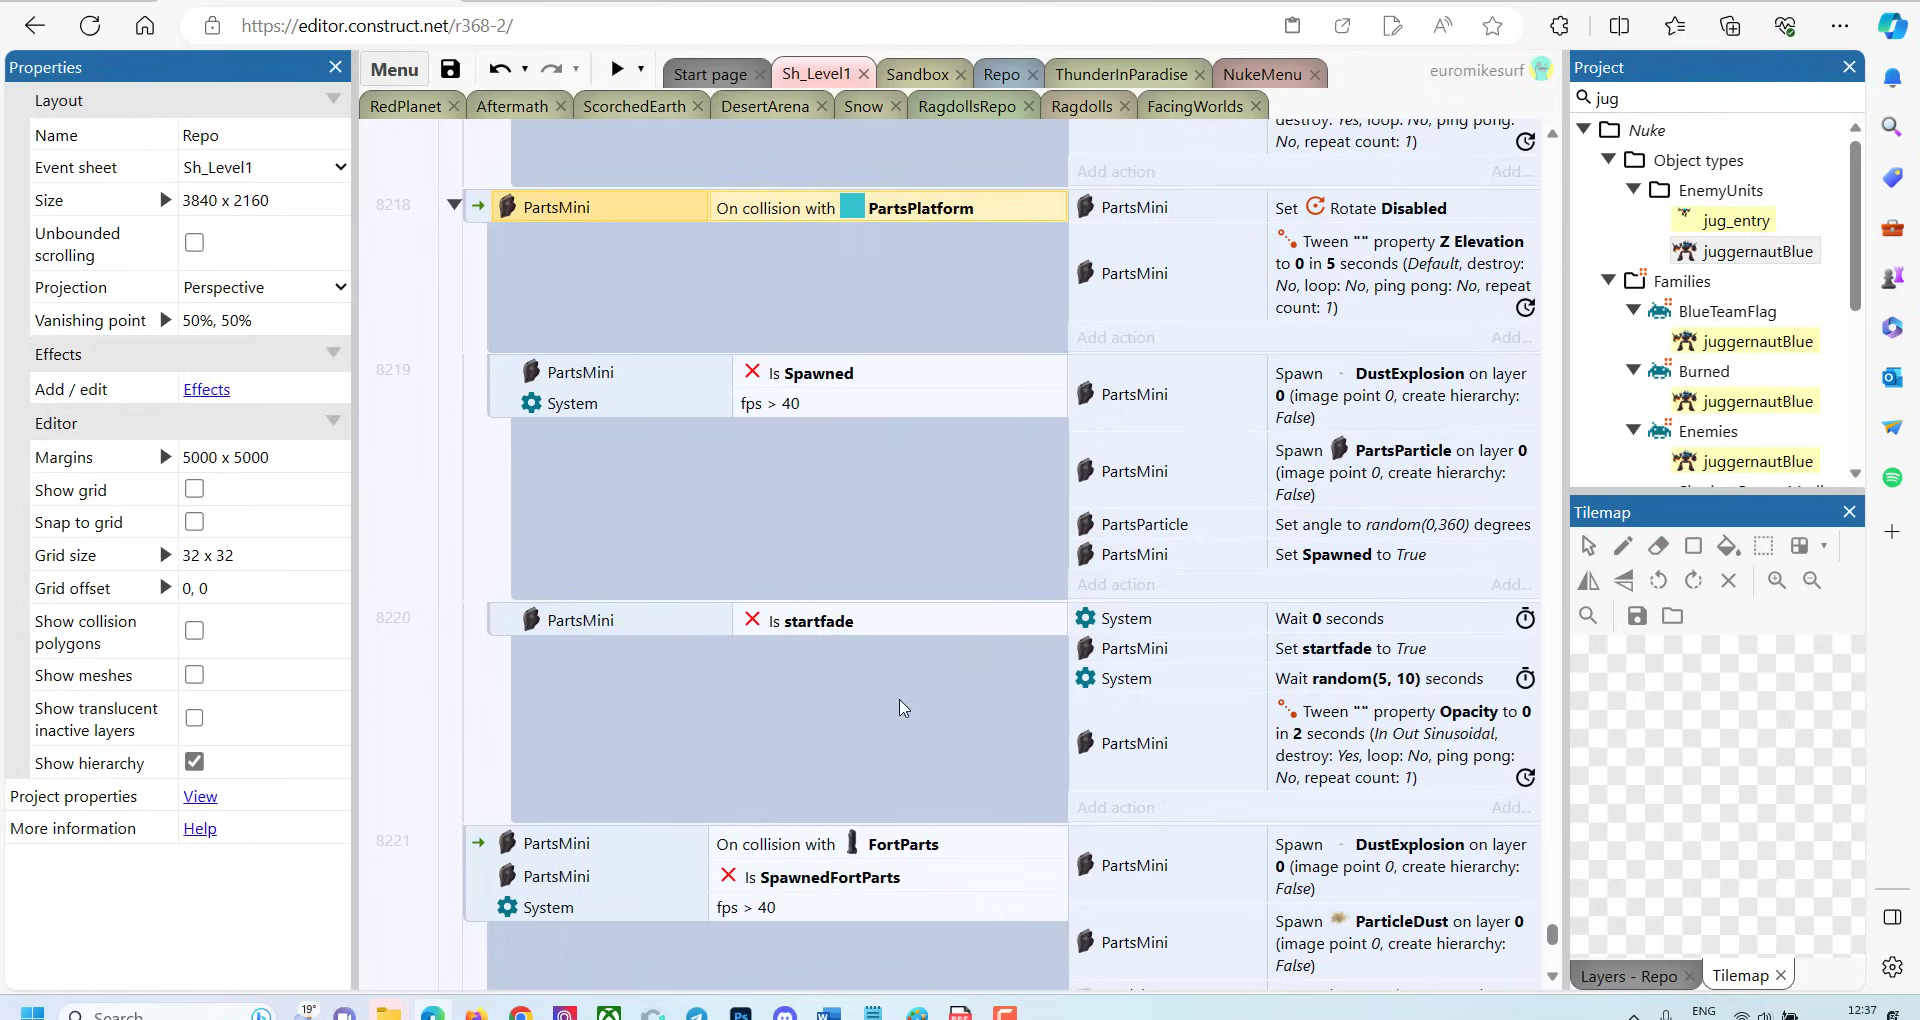 https://editor.construct.net/r368-2/
Properties
Layout
Name Repo
Event sheet Sh_Level1
Size 3840 x 2160
Unbounded
scrolling
Projection Perspective
Vanishing point 50%, 50%
Effects
Add / edit Effects
Editor
Margins 5000 x 5000
Show grid
Snap to grid
Grid size 32 x 32
Grid offset 0, 0
Show collision
polygons
Show meshes
Show translucent
inactive layers
Show hierarchy
Project properties View
More information Help
Menu
Start page
Sh_Level1
Sandbox
Repo
ThunderInParadise
NukeMenu
euromikesurf
RedPlanet
Aftermath
ScorchedEarth
DesertArena
Snow
RagdollsRepo
Ragdolls
FacingWorlds
destroy: Yes, loop: No, ping pong:
No, repeat count: 1)
Add action Add...
8218
PartsMini On collision with PartsPlatform
PartsMini Set Rotate Disabled
PartsMini Tween "" property Z Elevation
to 0 in 5 seconds (Default, destroy:
No, loop: No, ping pong: No, repeat
count: 1)
Add action Add...
8219
PartsMini Is Spawned
System fps > 40
PartsMini Spawn DustExplosion on layer
0 (image point 0, create hierarchy:
False)
PartsMini Spawn PartsParticle on layer 0
(image point 0, create hierarchy:
False)
PartsParticle Set angle to random(0,360) degrees
PartsMini Set Spawned to True
Add action Add...
8220
PartsMini Is startfade
System Wait 0 seconds
PartsMini Set startfade to True
System Wait random(5, 10) seconds
PartsMini Tween "" property Opacity to 0
in 2 seconds (In Out Sinusoidal,
destroy: Yes, loop: No, ping pong:
No, repeat count: 1)
Add action Add...
8221
PartsMini On collision with FortParts
PartsMini Is SpawnedFortParts
System fps > 40
PartsMini Spawn DustExplosion on layer
0 (image point 0, create hierarchy:
False)
PartsMini Spawn ParticleDust on layer 0
(image point 0, create hierarchy:
False)
Project
jug
Nuke
Object types
EnemyUnits
jug_entry
juggernautBlue
Families
BlueTeamFlag
juggernautBlue
Burned
juggernautBlue
Enemies
juggernautBlue
Tilemap
Layers - Repo
Tilemap
Search
19°
ENG
12:37